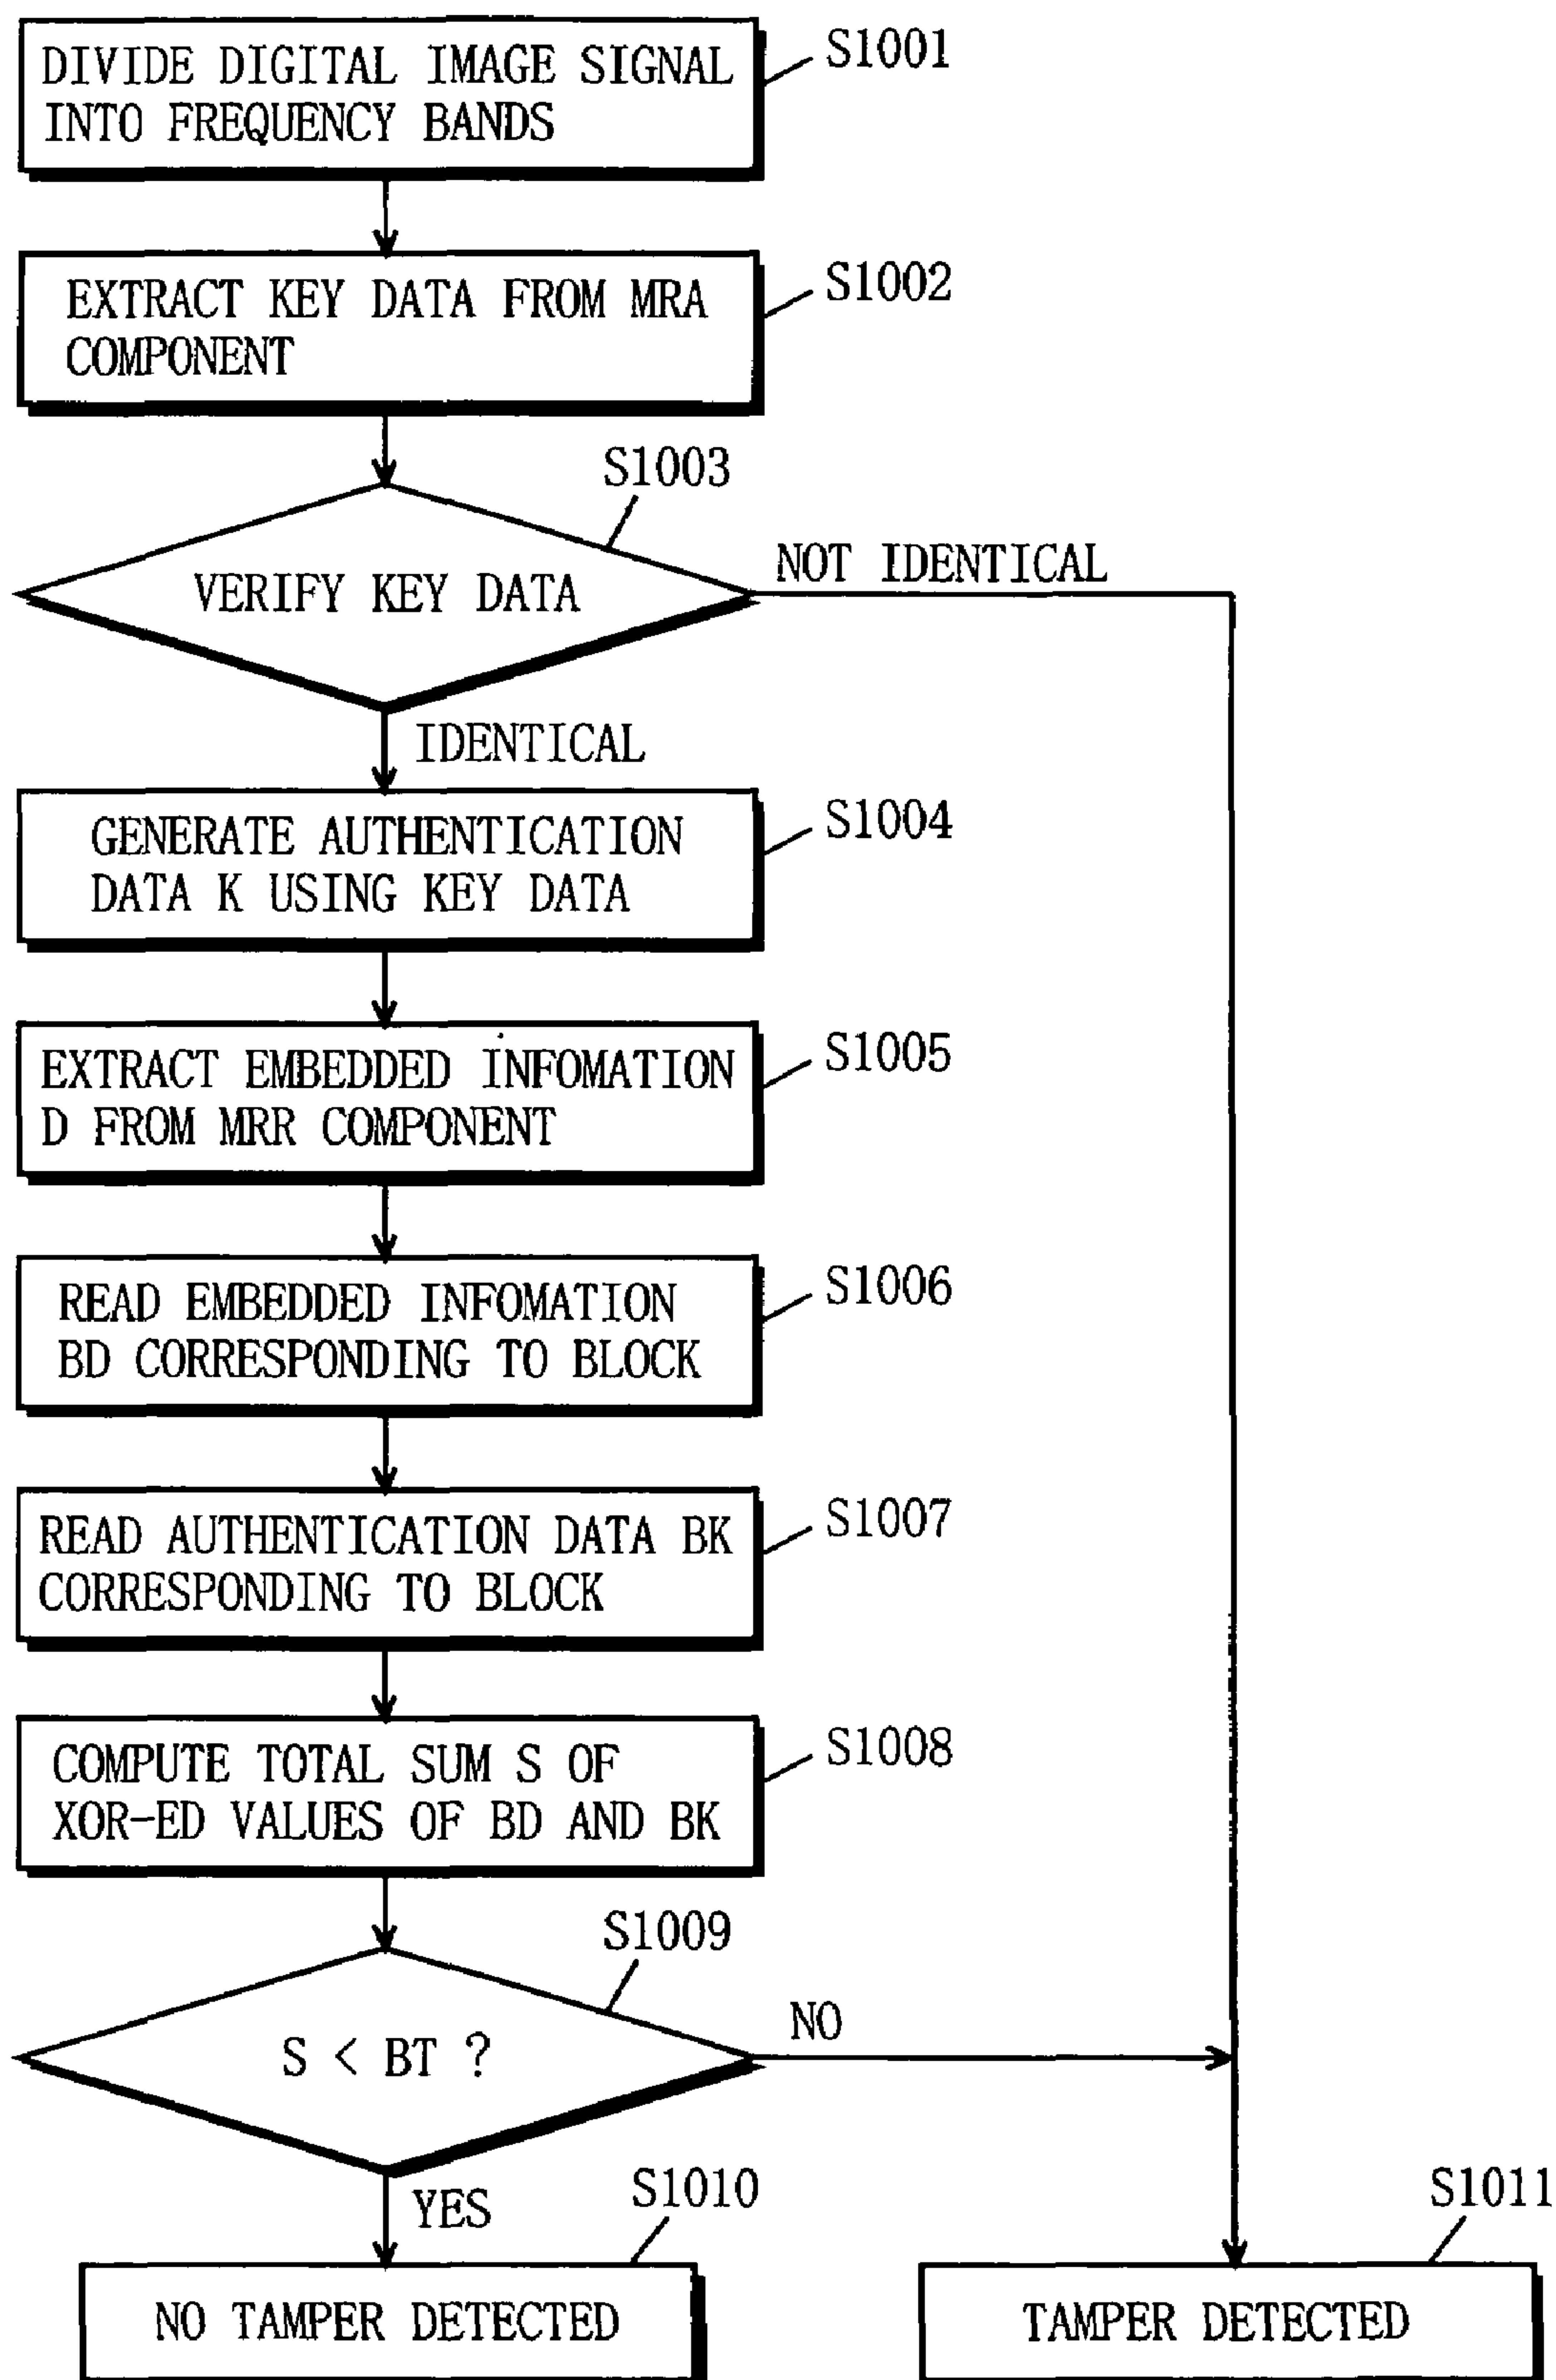 DIVIDE DIGITAL IMAGE SIGNAL
INTO FREQUENCY BANDS
S1001
EXTRACT KEY DATA FROM MRA
COMPONENT
S1002
S1003
VERIFY KEY DATA
NOT IDENTICAL
IDENTICAL
GENERATE AUTHENTICATION
DATA K USING KEY DATA
S1004
EXTRACT EMBEDDED INFOMATION
D FROM MRR COMPONENT
S1005
READ EMBEDDED INFOMATION
BD CORRESPONDING TO BLOCK
S1006
READ AUTHENTICATION DATA BK
CORRESPONDING TO BLOCK
S1007
COMPUTE TOTAL SUM S OF
XOR-ED VALUES OF BD AND BK
S1008
S1009
S < BT ?
NO
YES
S1010
NO TAMPER DETECTED
S1011
TAMPER DETECTED